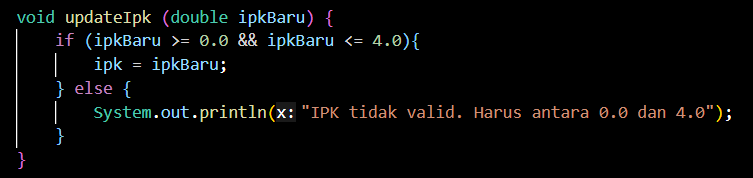 void updateIpk (double ipkBaru) {
if (ipkBaru >= 0.0 && ipkBaru <= 4.0){
ipk = ipkBaru;
} else {
System.out.println(x: "IPK tidak valid. Harus antara 0.0 dan 4.0");
}
}